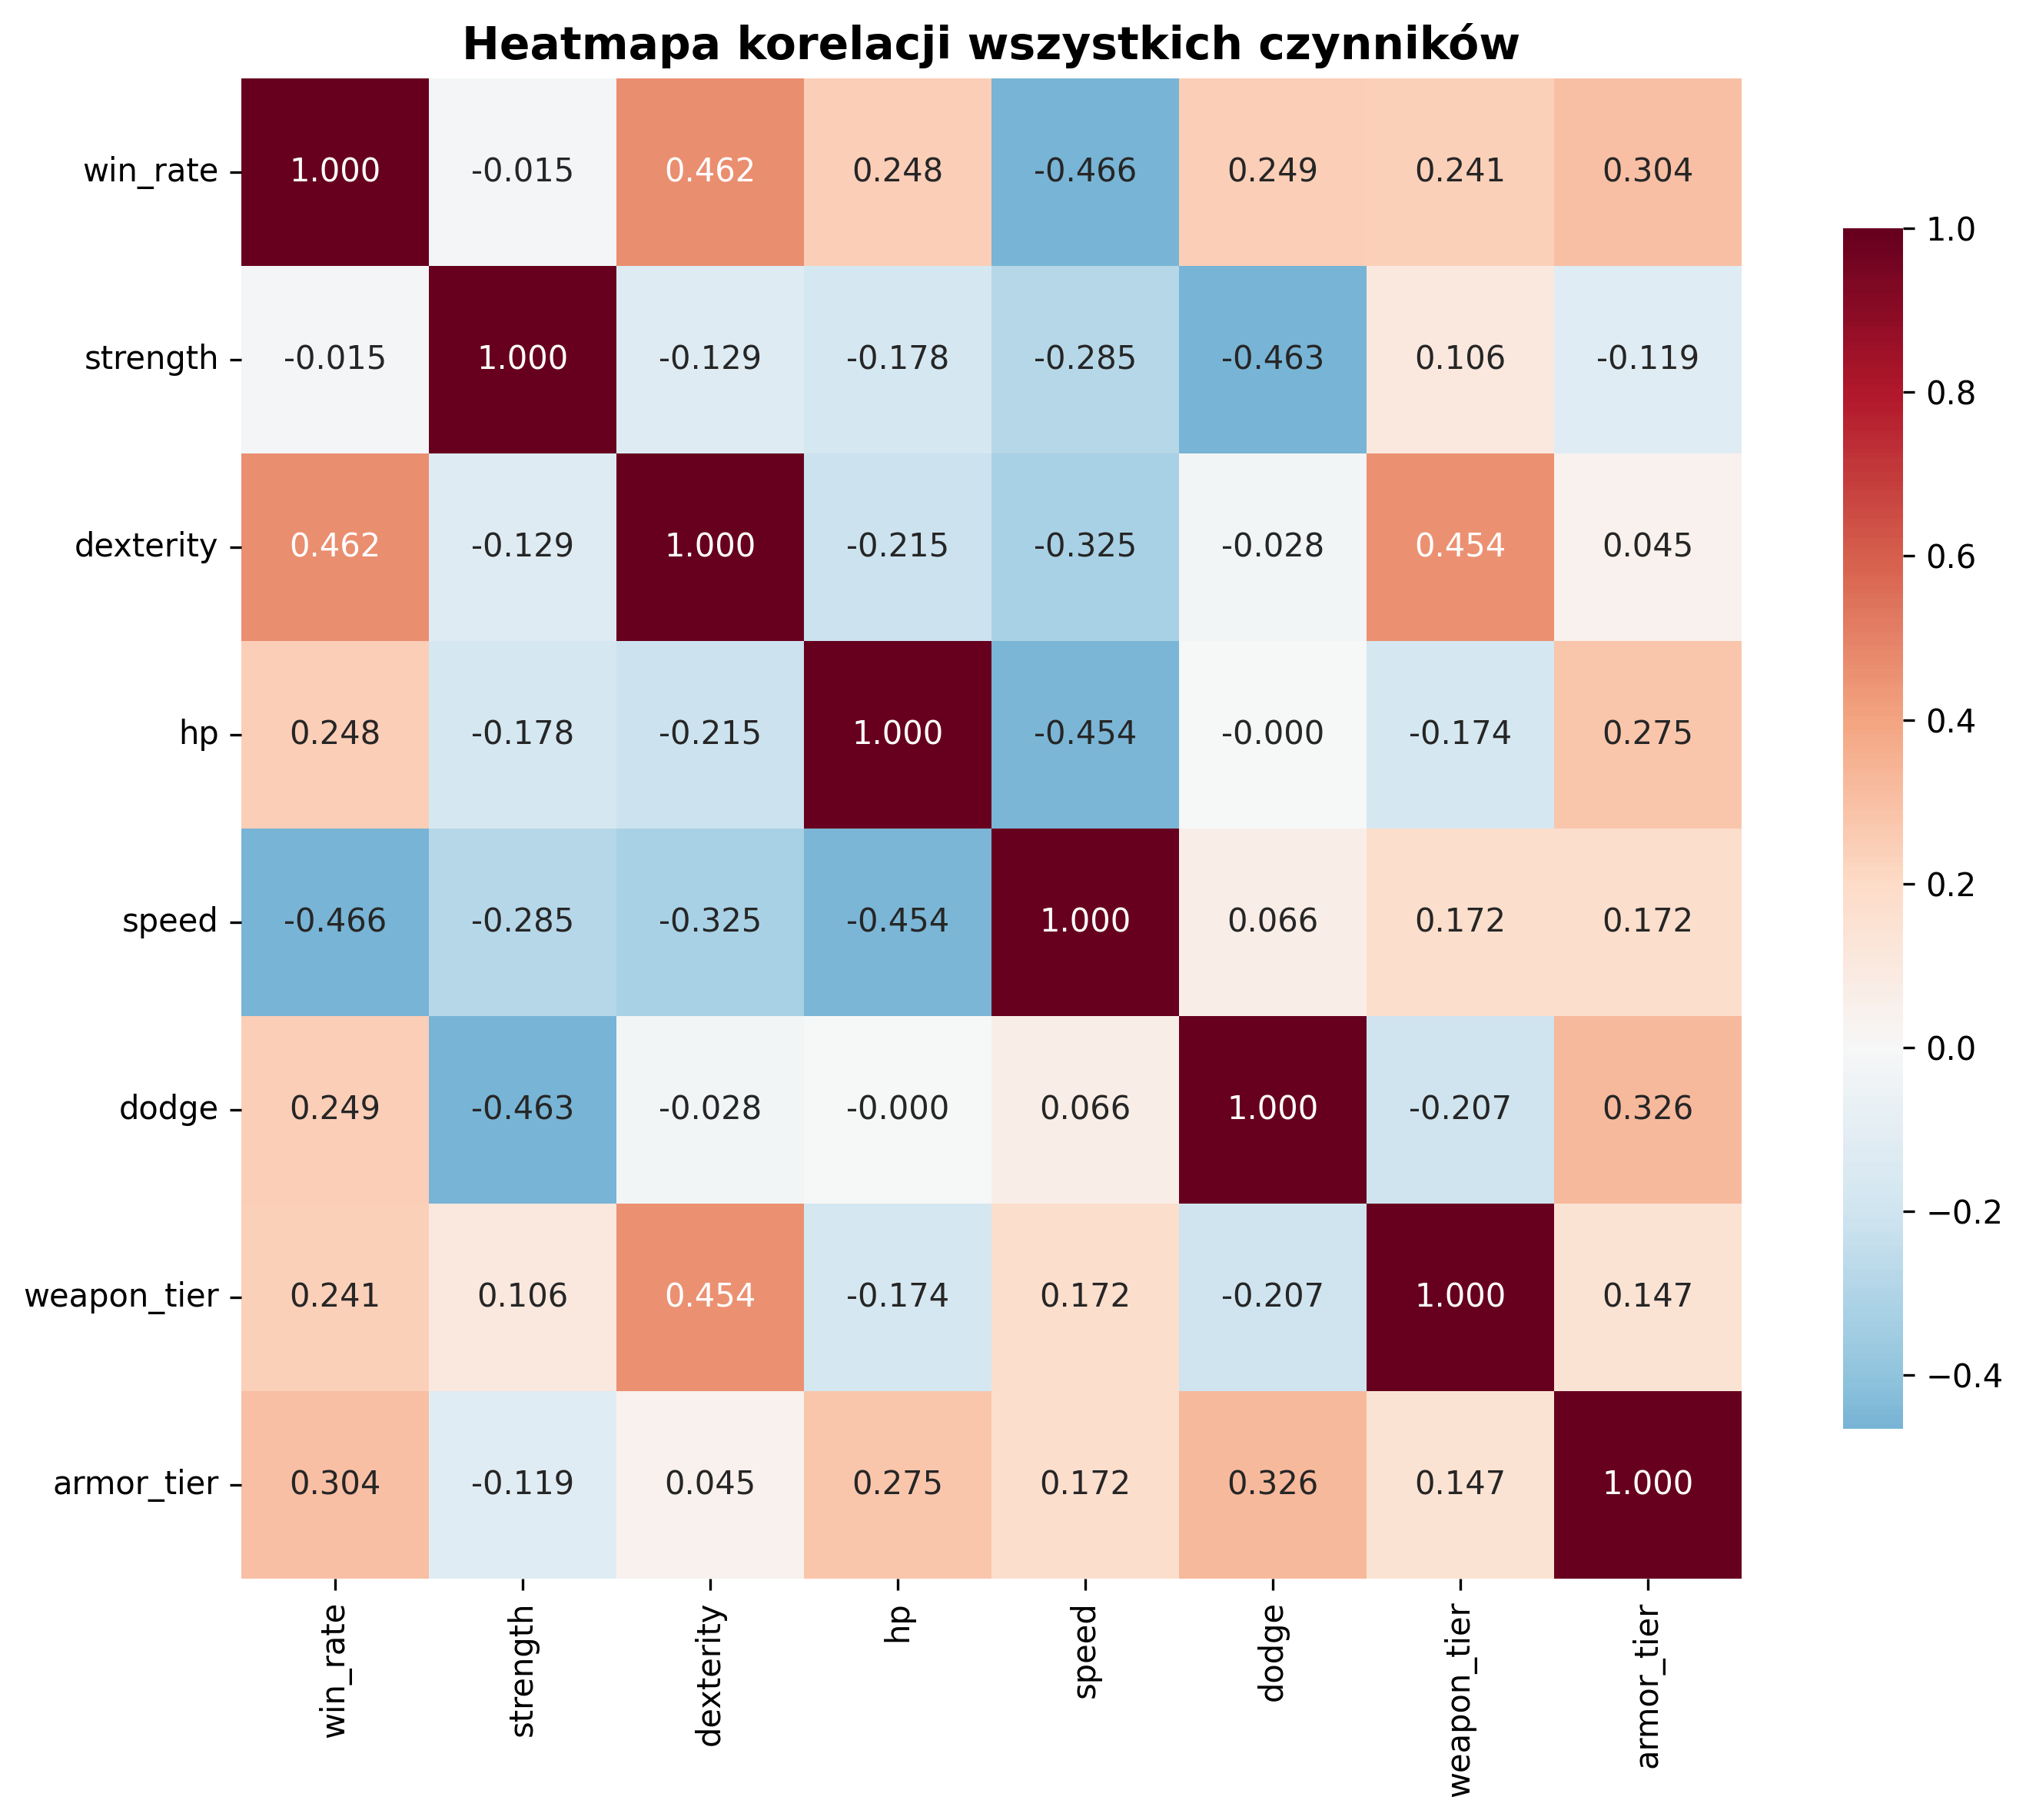 Heatmapa korelacji wszystkich czynników
win_rate 1.000 -0.015 0.462 0.248 -0.466 0.249 0.241 0.304
strength -0.015 1.000 -0.129 -0.178 -0.285 -0.463 0.106 -0.119
dexterity 0.462 -0.129 1.000 -0.215 -0.325 -0.028 0.454 0.045
hp 0.248 -0.178 -0.215 1.000 -0.454 -0.000 -0.174 0.275
speed -0.466 -0.285 -0.325 -0.454 1.000 0.066 0.172 0.172
dodge 0.249 -0.463 -0.028 -0.000 0.066 1.000 -0.207 0.326
weapon_tier 0.241 0.106 0.454 -0.174 0.172 -0.207 1.000 0.147
armor_tier 0.304 -0.119 0.045 0.275 0.172 0.326 0.147 1.000
win_rate strength dexterity hp speed dodge weapon_tier armor_tier
1.0
0.8
0.6
0.4
0.2
0.0
−0.2
−0.4